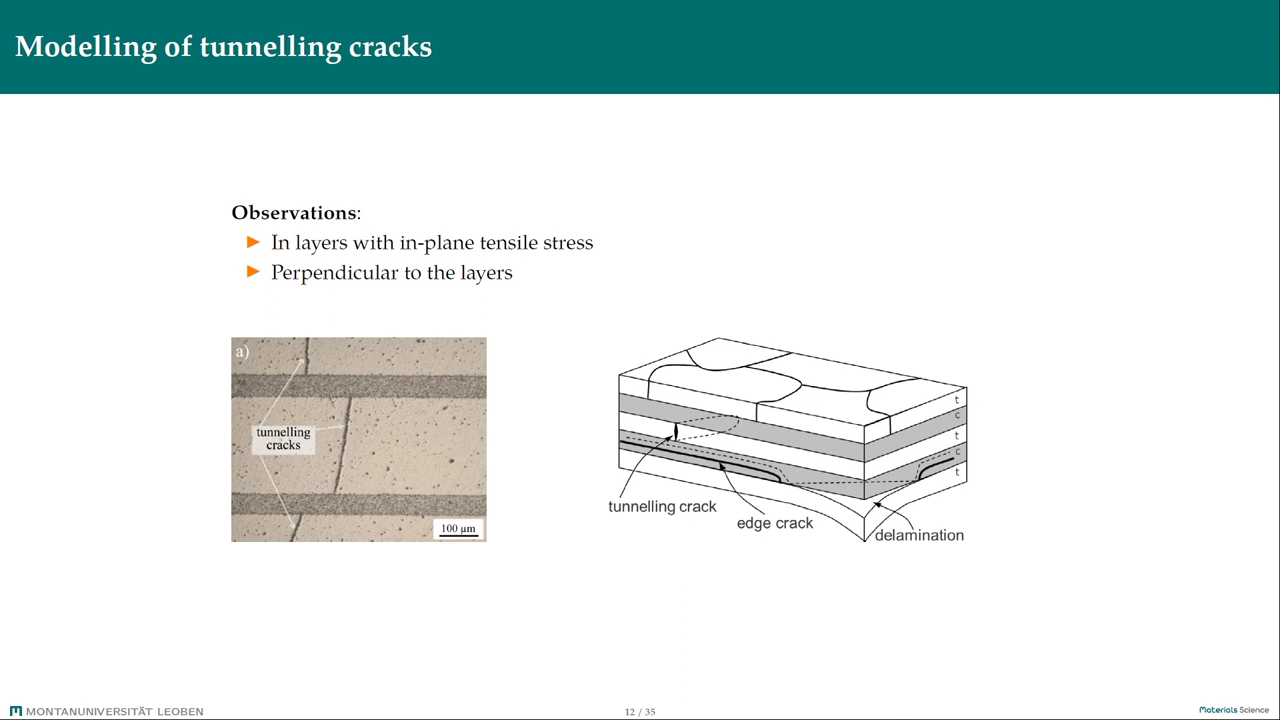 Modelling of tunnelling cracks
Observations:
In layers with in-plane tensile stress
Perpendicular to the layers
a)
tunnelling
cracks
100 µm
t
c
t
c
t
tunnelling crack
edge crack
delamination
MONTANUNIVERSITÄT LEOBEN
12 / 35
Materials Science